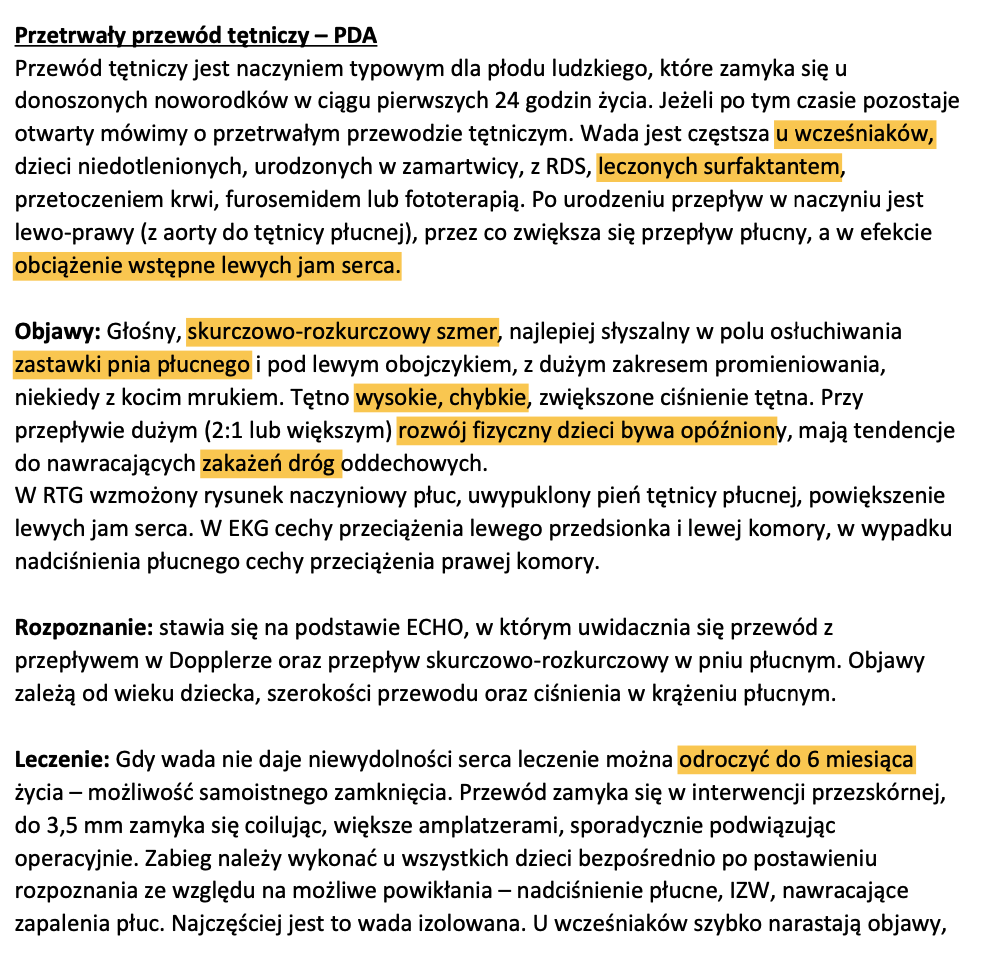 Przetrwały przewód tętniczy – PDA
Przewód tętniczy jest naczyniem typowym dla płodu ludzkiego, które zamyka się u
donoszonych noworodków w ciągu pierwszych 24 godzin życia. Jeżeli po tym czasie pozostaje
otwarty mówimy o przetrwałym przewodzie tętniczym. Wada jest częstsza u wcześniaków,
dzieci niedotlenionych, urodzonych w zamartwicy, z RDS, leczonych surfaktantem,
przetoczeniem krwi, furosemidem lub fototerapią. Po urodzeniu przepływ w naczyniu jest
lewo-prawy (z aorty do tętnicy płucnej), przez co zwiększa się przepływ płucny, a w efekcie
obciążenie wstępne lewych jam serca.
Objawy: Głośny, skurczowo-rozkurczowy szmer, najlepiej słyszalny w polu osłuchiwania
zastawki pnia płucnego i pod lewym obojczykiem, z dużym zakresem promieniowania,
niekiedy z kocim mrukiem. Tętno wysokie, chybkie, zwiększone ciśnienie tętna. Przy
przepływie dużym (2:1 lub większym) rozwój fizyczny dzieci bywa opóźniony, mają tendencje
do nawracających zakażeń dróg oddechowych.
W RTG wzmożony rysunek naczyniowy płuc, uwypuklony pień tętnicy płucnej, powiększenie
lewych jam serca. W EKG cechy przeciążenia lewego przedsionka i lewej komory, w wypadku
nadciśnienia płucnego cechy przeciążenia prawej komory.
Rozpoznanie: stawia się na podstawie ECHO, w którym uwidacznia się przewód z
przepływem w Dopplerze oraz przepływ skurczowo-rozkurczowy w pniu płucnym. Objawy
zależą od wieku dziecka, szerokości przewodu oraz ciśnienia w krążeniu płucnym.
Leczenie: Gdy wada nie daje niewydolności serca leczenie można odroczyć do 6 miesiąca
życia – możliwość samoistnego zamknięcia. Przewód zamyka się w interwencji przezskórnej,
do 3,5 mm zamyka się coilując, większe amplatzerami, sporadycznie podwiązując
operacyjnie. Zabieg należy wykonać u wszystkich dzieci bezpośrednio po postawieniu
rozpoznania ze względu na możliwe powikłania – nadciśnienie płucne, IZW, nawracające
zapalenia płuc. Najczęściej jest to wada izolowana. U wcześniaków szybko narastają objawy,